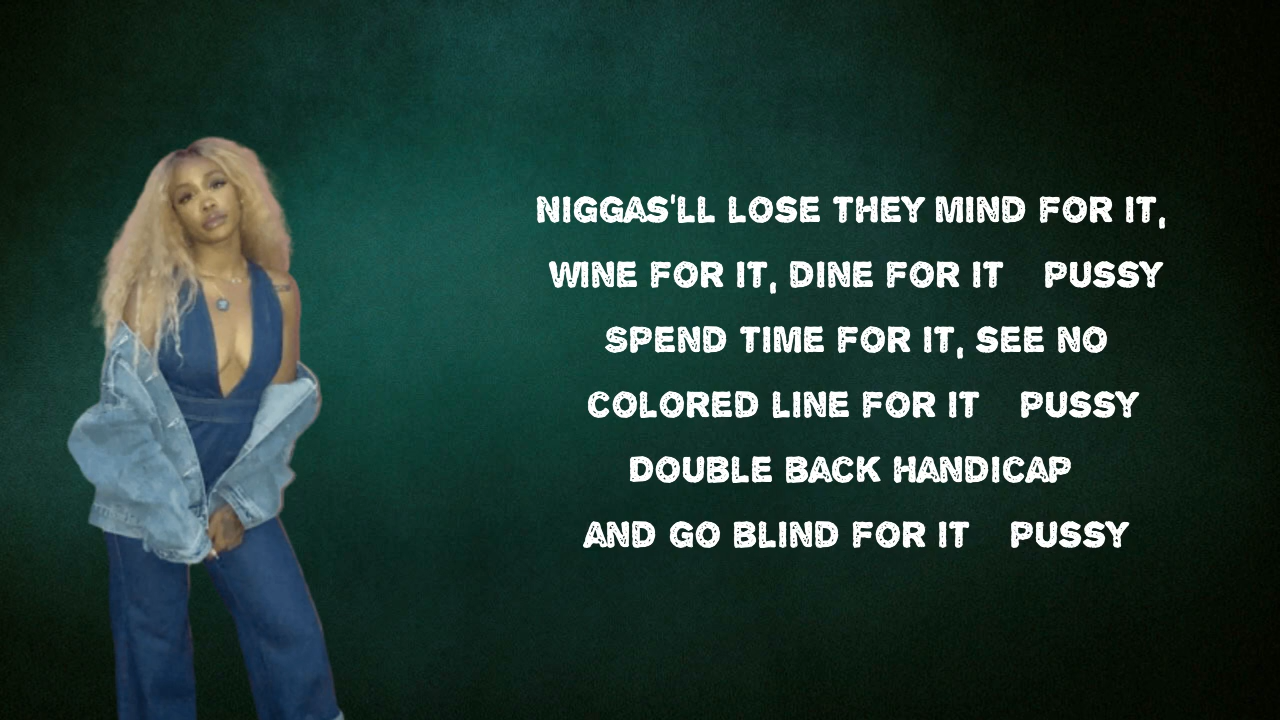 NIGGAS'LL LOSE THEY MIND FOR IT,
WINE FOR IT, DINE FOR IT PUSSY
SPEND TIME FOR IT, SEE NO
COLORED LINE FOR IT PUSSY
DOUBLE BACK HANDICAP
AND GO BLIND FOR IT PUSSY